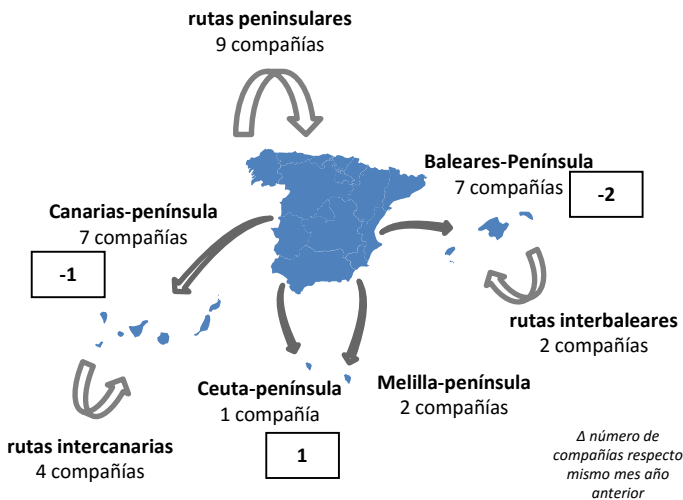 rutas peninsulares
9 compañías
Baleares-Península
7 compañías
-2
Canarias-península
7 compañías
-1
rutas interbaleares
2 compañías
Ceuta-península
1 compañía
1
Melilla-península
2 compañías
rutas intercanarias
4 compañías
Δ número de
compañías respecto
mismo mes año
anterior